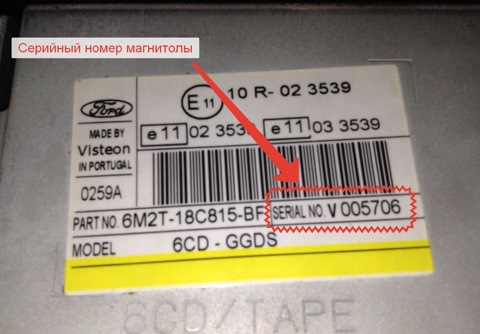 Серийный номер магнитолы
Ford
E 11 10 R- 02 3539
MADE BY
Visteon
IN PORTUGAL
e 11 02 353
e 11 03 3539
0259A
PART NO. 6M2T-18C815-BF SERIAL NO. V 005706
MODEL 6CD - GGDS
6CD/TAPE